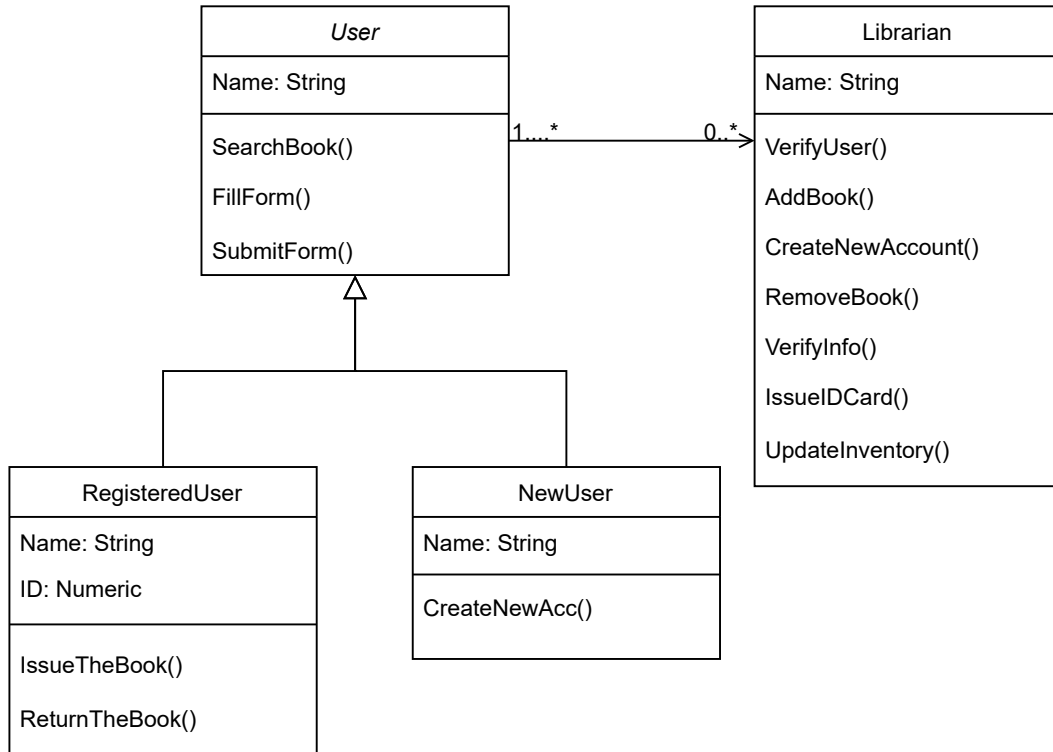 User
Name: String
SearchBook()
FillForm()
SubmitForm()
1....*
0..*
Librarian
Name: String
VerifyUser()
AddBook()
CreateNewAccount()
RemoveBook()
VerifyInfo()
IssueIDCard()
UpdateInventory()
RegisteredUser
Name: String
ID: Numeric
IssueTheBook()
ReturnTheBook()
NewUser
Name: String
CreateNewAcc()